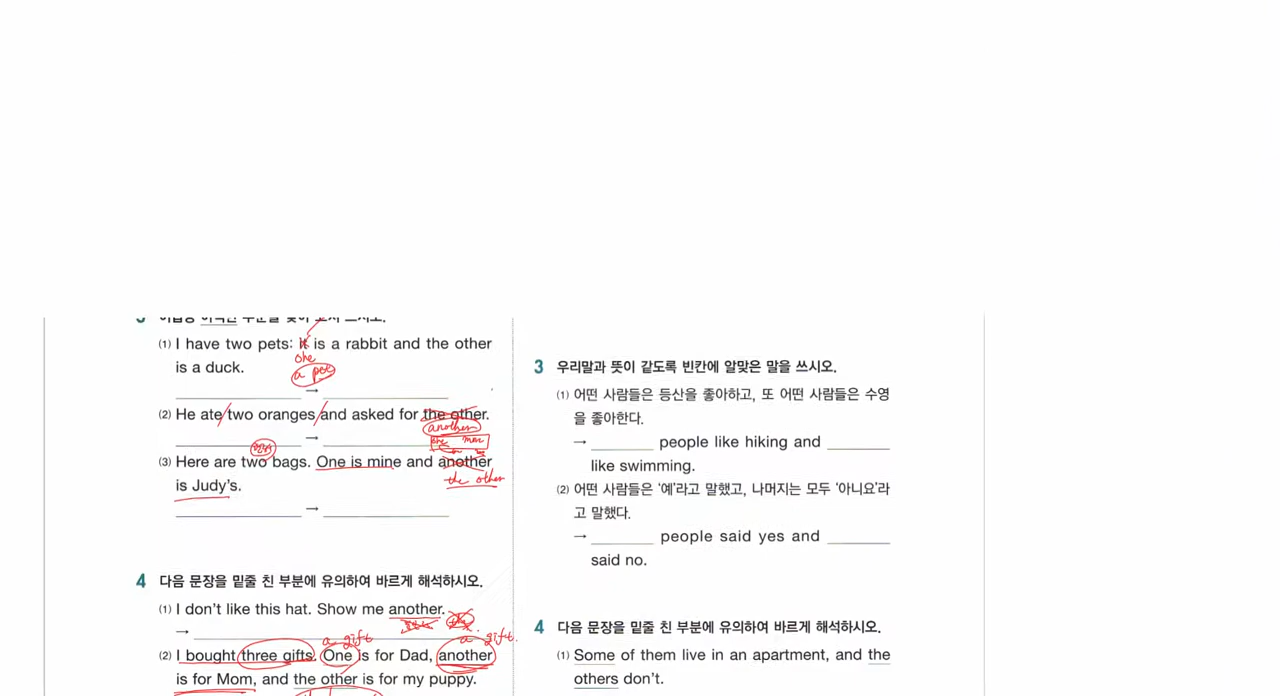 (1) I have two pets: it is a rabbit and the other
one
is a duck.
a pet
→
(2) He ate two oranges and asked for the other.
another
→
one more
(3) Here are two bags. One is mine and another
the other
is Judy's.
→
4 다음 문장을 밑줄 친 부분에 유의하여 바르게 해석하시오.
(1) I don't like this hat. Show me another.
→
a gift
a gift.
(2) I bought three gifts. One is for Dad, another
is for Mom, and the other is for my puppy.
3 우리말과 뜻이 같도록 빈칸에 알맞은 말을 쓰시오.
(1) 어떤 사람들은 등산을 좋아하고, 또 어떤 사람들은 수영
을 좋아한다.
→ ________ people like hiking and ________
like swimming.
(2) 어떤 사람들은 '예'라고 말했고, 나머지는 모두 '아니요'라
고 말했다.
→ ________ people said yes and ________
said no.
4 다음 문장을 밑줄 친 부분에 유의하여 바르게 해석하시오.
(1) Some of them live in an apartment, and the
others don't.